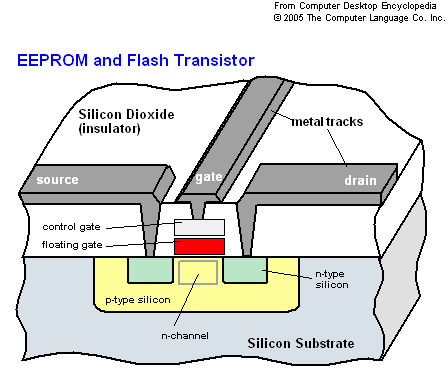 From Computer Desktop Encyclopedia
© 2005 The Computer Language Co. Inc.
EEPROM and Flash Transistor
Silicon Dioxide
(insulator)
metal tracks
source
gate
drain
control gate
floating gate
n-type
silicon
p-type silicon
n-channel
Silicon Substrate